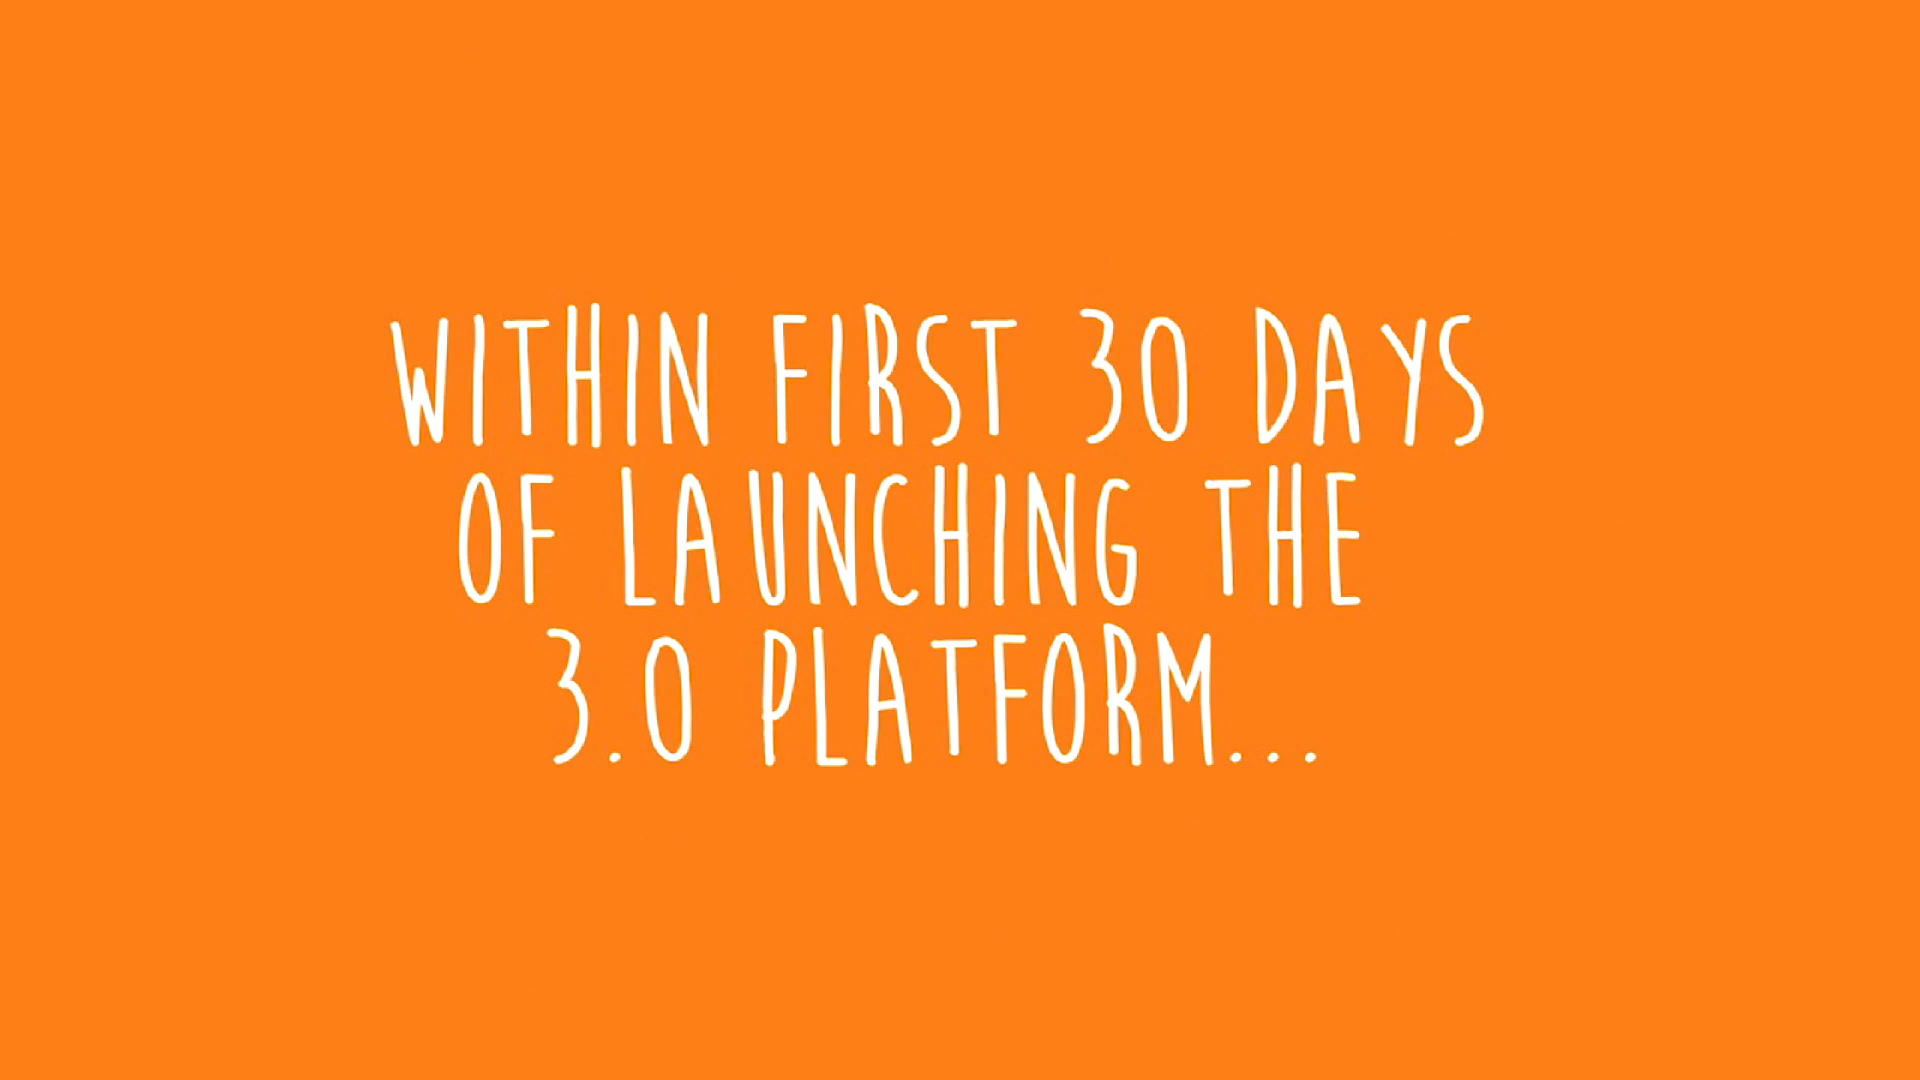 WITHIN FIRST 30 DAYS
OF LAUNCHING THE
3.0 PLATFORM...